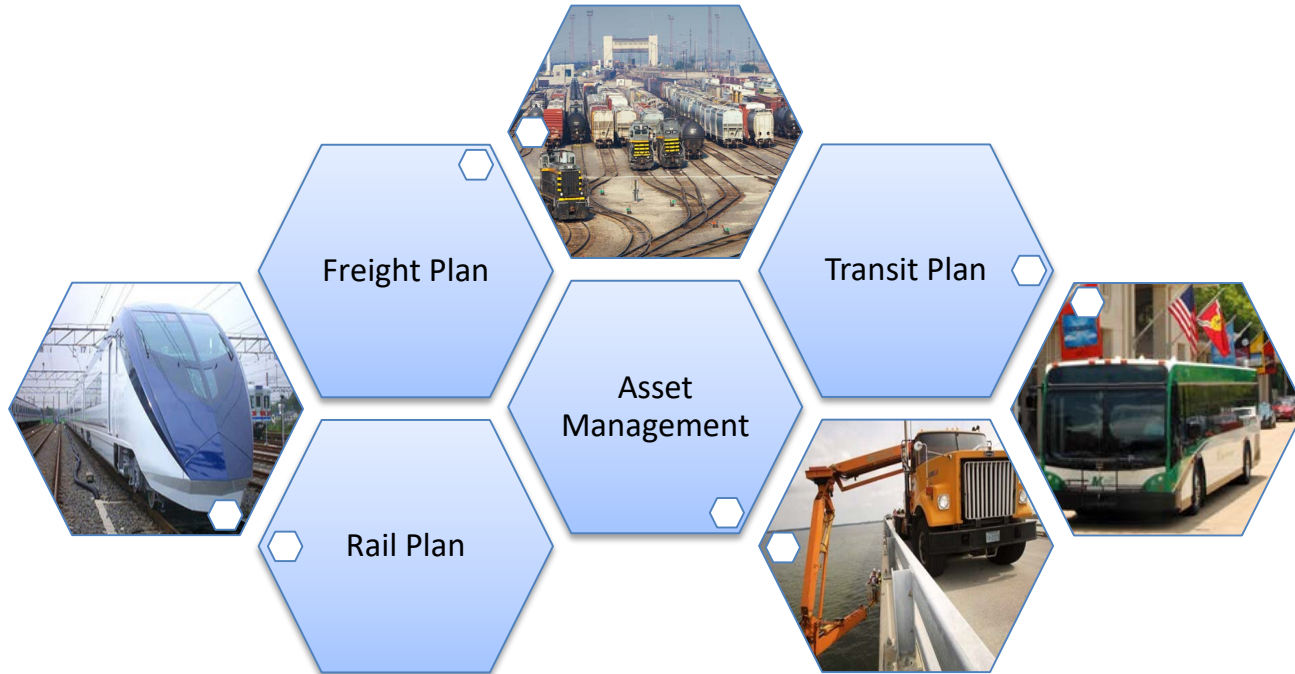 Freight Plan
Transit Plan
Asset
Management
Rail Plan